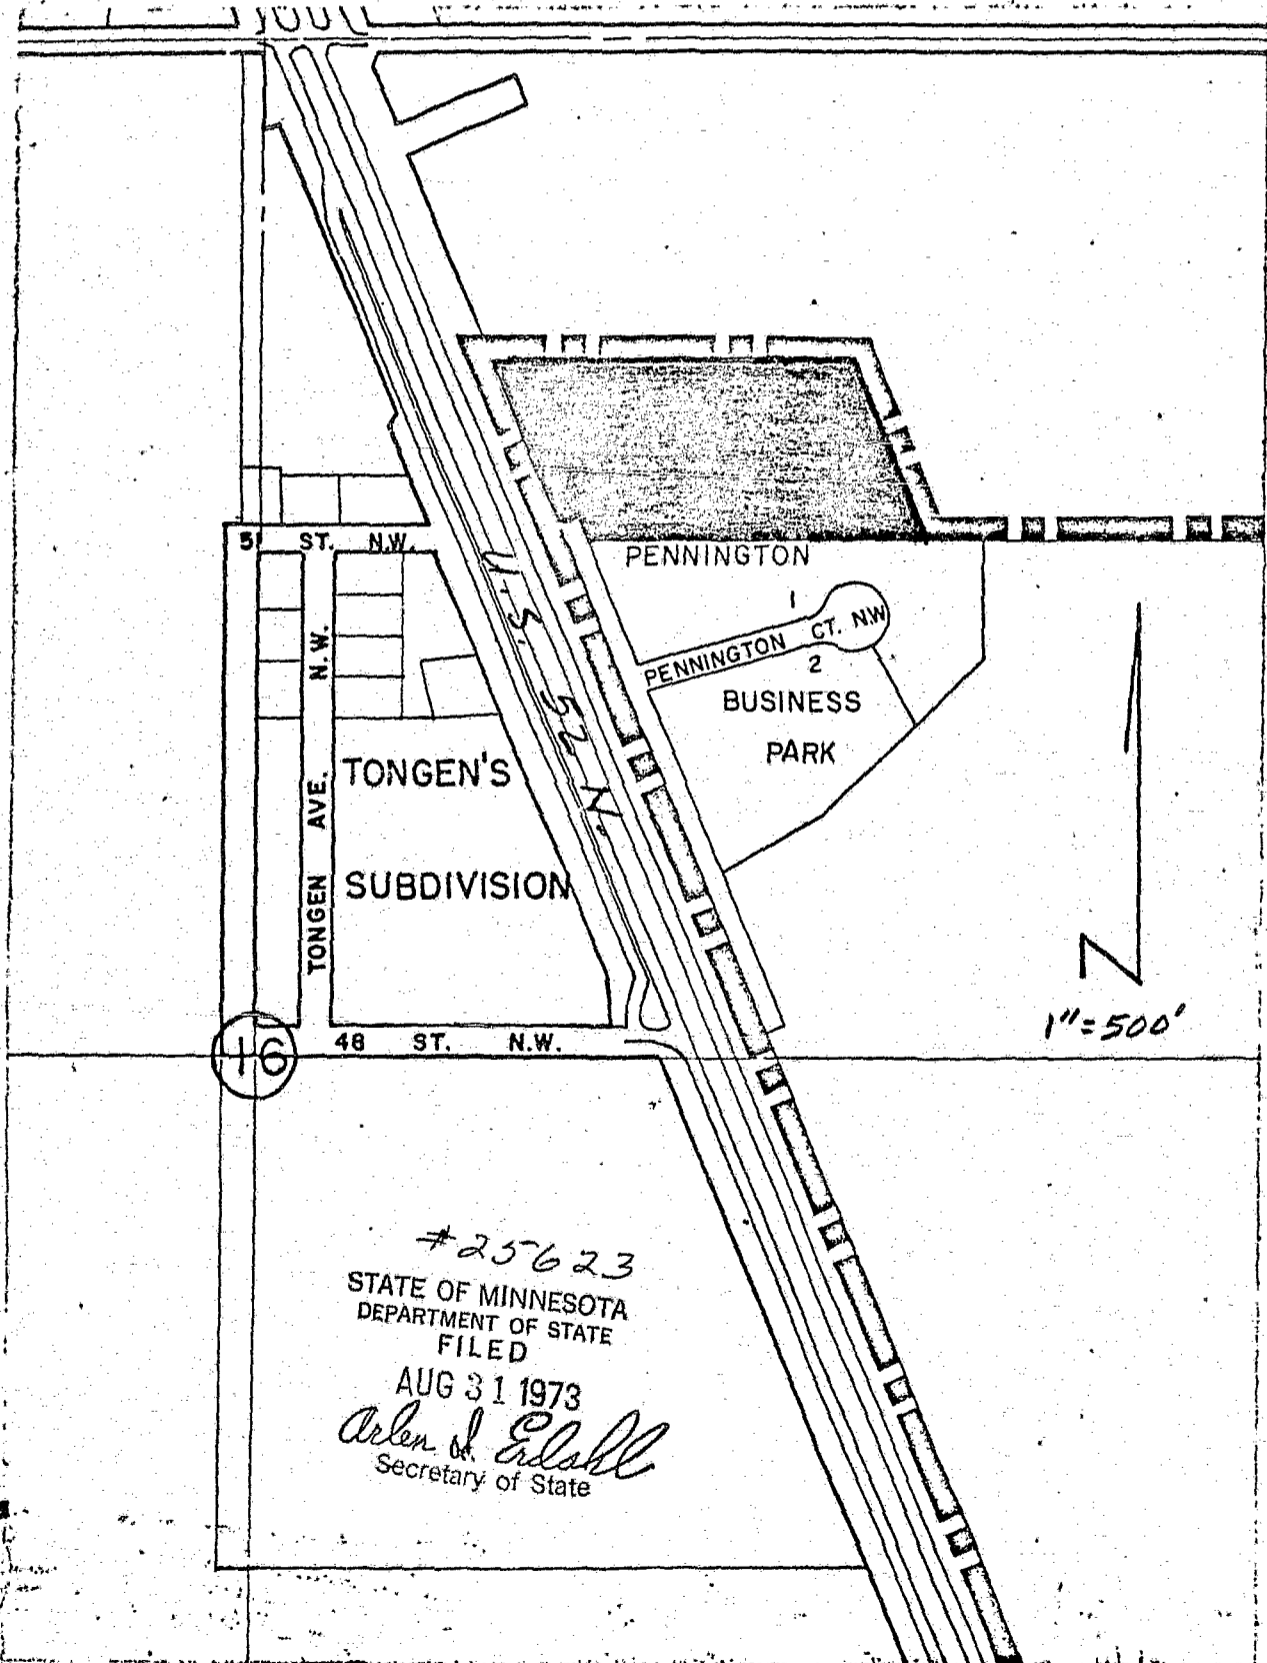 51 ST. N.W.
PENNINGTON
1
PENNINGTON CT. N.W
2
BUSINESS
PARK
U.S. 52 N.
N.W.
TONGEN AVE.
TONGEN'S
SUBDIVISION
N
1"=500'
16
48 ST. N.W.
#25623
STATE OF MINNESOTA
DEPARTMENT OF STATE
FILED
AUG 31 1973
Arlen I. Erdahl
Secretary of State